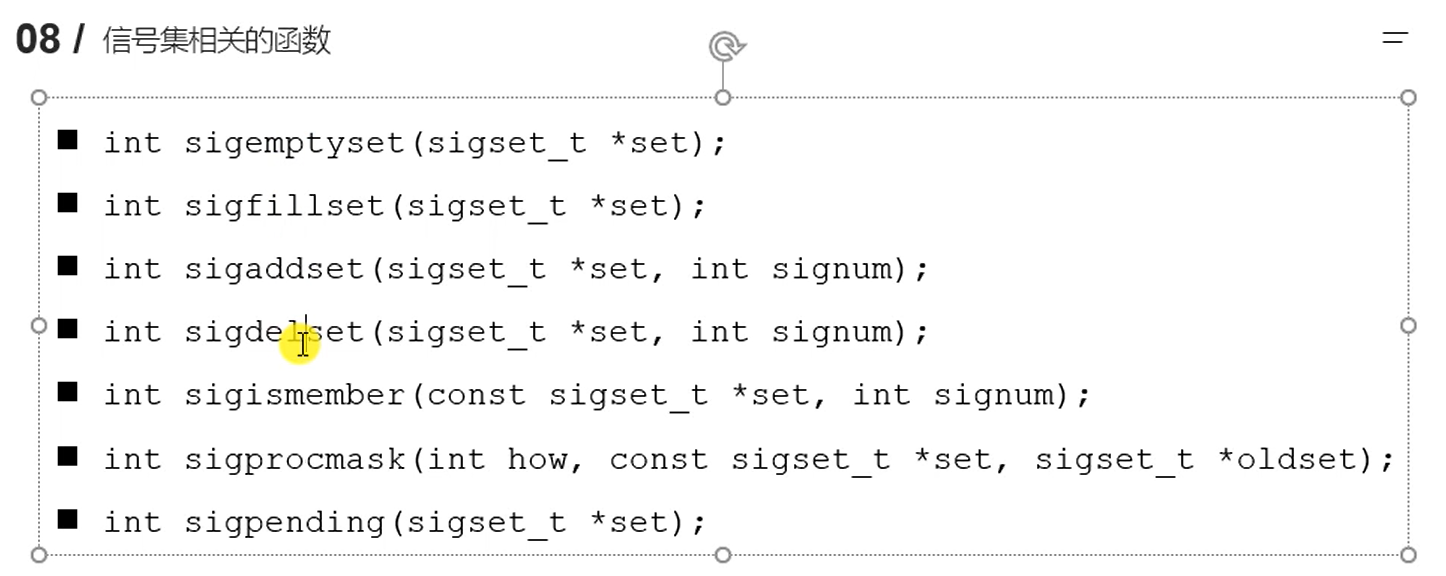 08 / 信号集相关的函数
■ int sigemptyset(sigset_t *set);
■ int sigfillset(sigset_t *set);
■ int sigaddset(sigset_t *set, int signum);
■ int sigdelset(sigset_t *set, int signum);
■ int sigismember(const sigset_t *set, int signum);
■ int sigprocmask(int how, const sigset_t *set, sigset_t *oldset);
■ int sigpending(sigset_t *set);